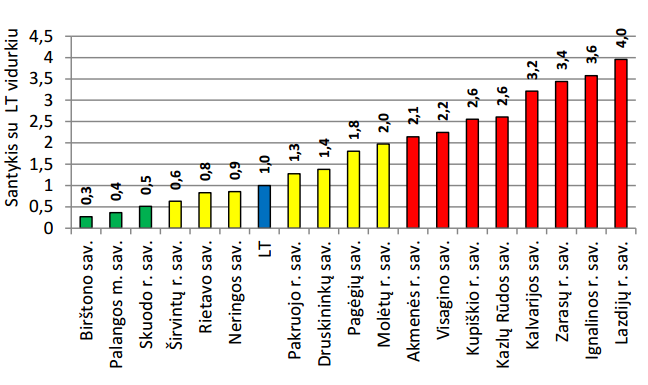 Santykis su LT vidurkiu
4,5
4
3,5
3
2,5
2
1,5
1
0,5
0
0,3
0,4
0,5
0,6
0,8
0,9
1,0
1,3
1,4
1,8
2,0
2,1
2,2
2,6
2,6
3,2
3,4
3,6
4,0
Birštono sav.
Palangos m. sav.
Skuodo r. sav.
Širvintų r. sav.
Rietavo sav.
Neringos sav.
LT
Pakruojo r. sav.
Druskininkų sav.
Pagėgių sav.
Molėtų r. sav.
Akmenės r. sav.
Visagino sav.
Kupiškio r. sav.
Kazlų Rūdos sav.
Kalvarijos sav.
Zarasų r. sav.
Ignalinos r. sav.
Lazdijų r. sav.